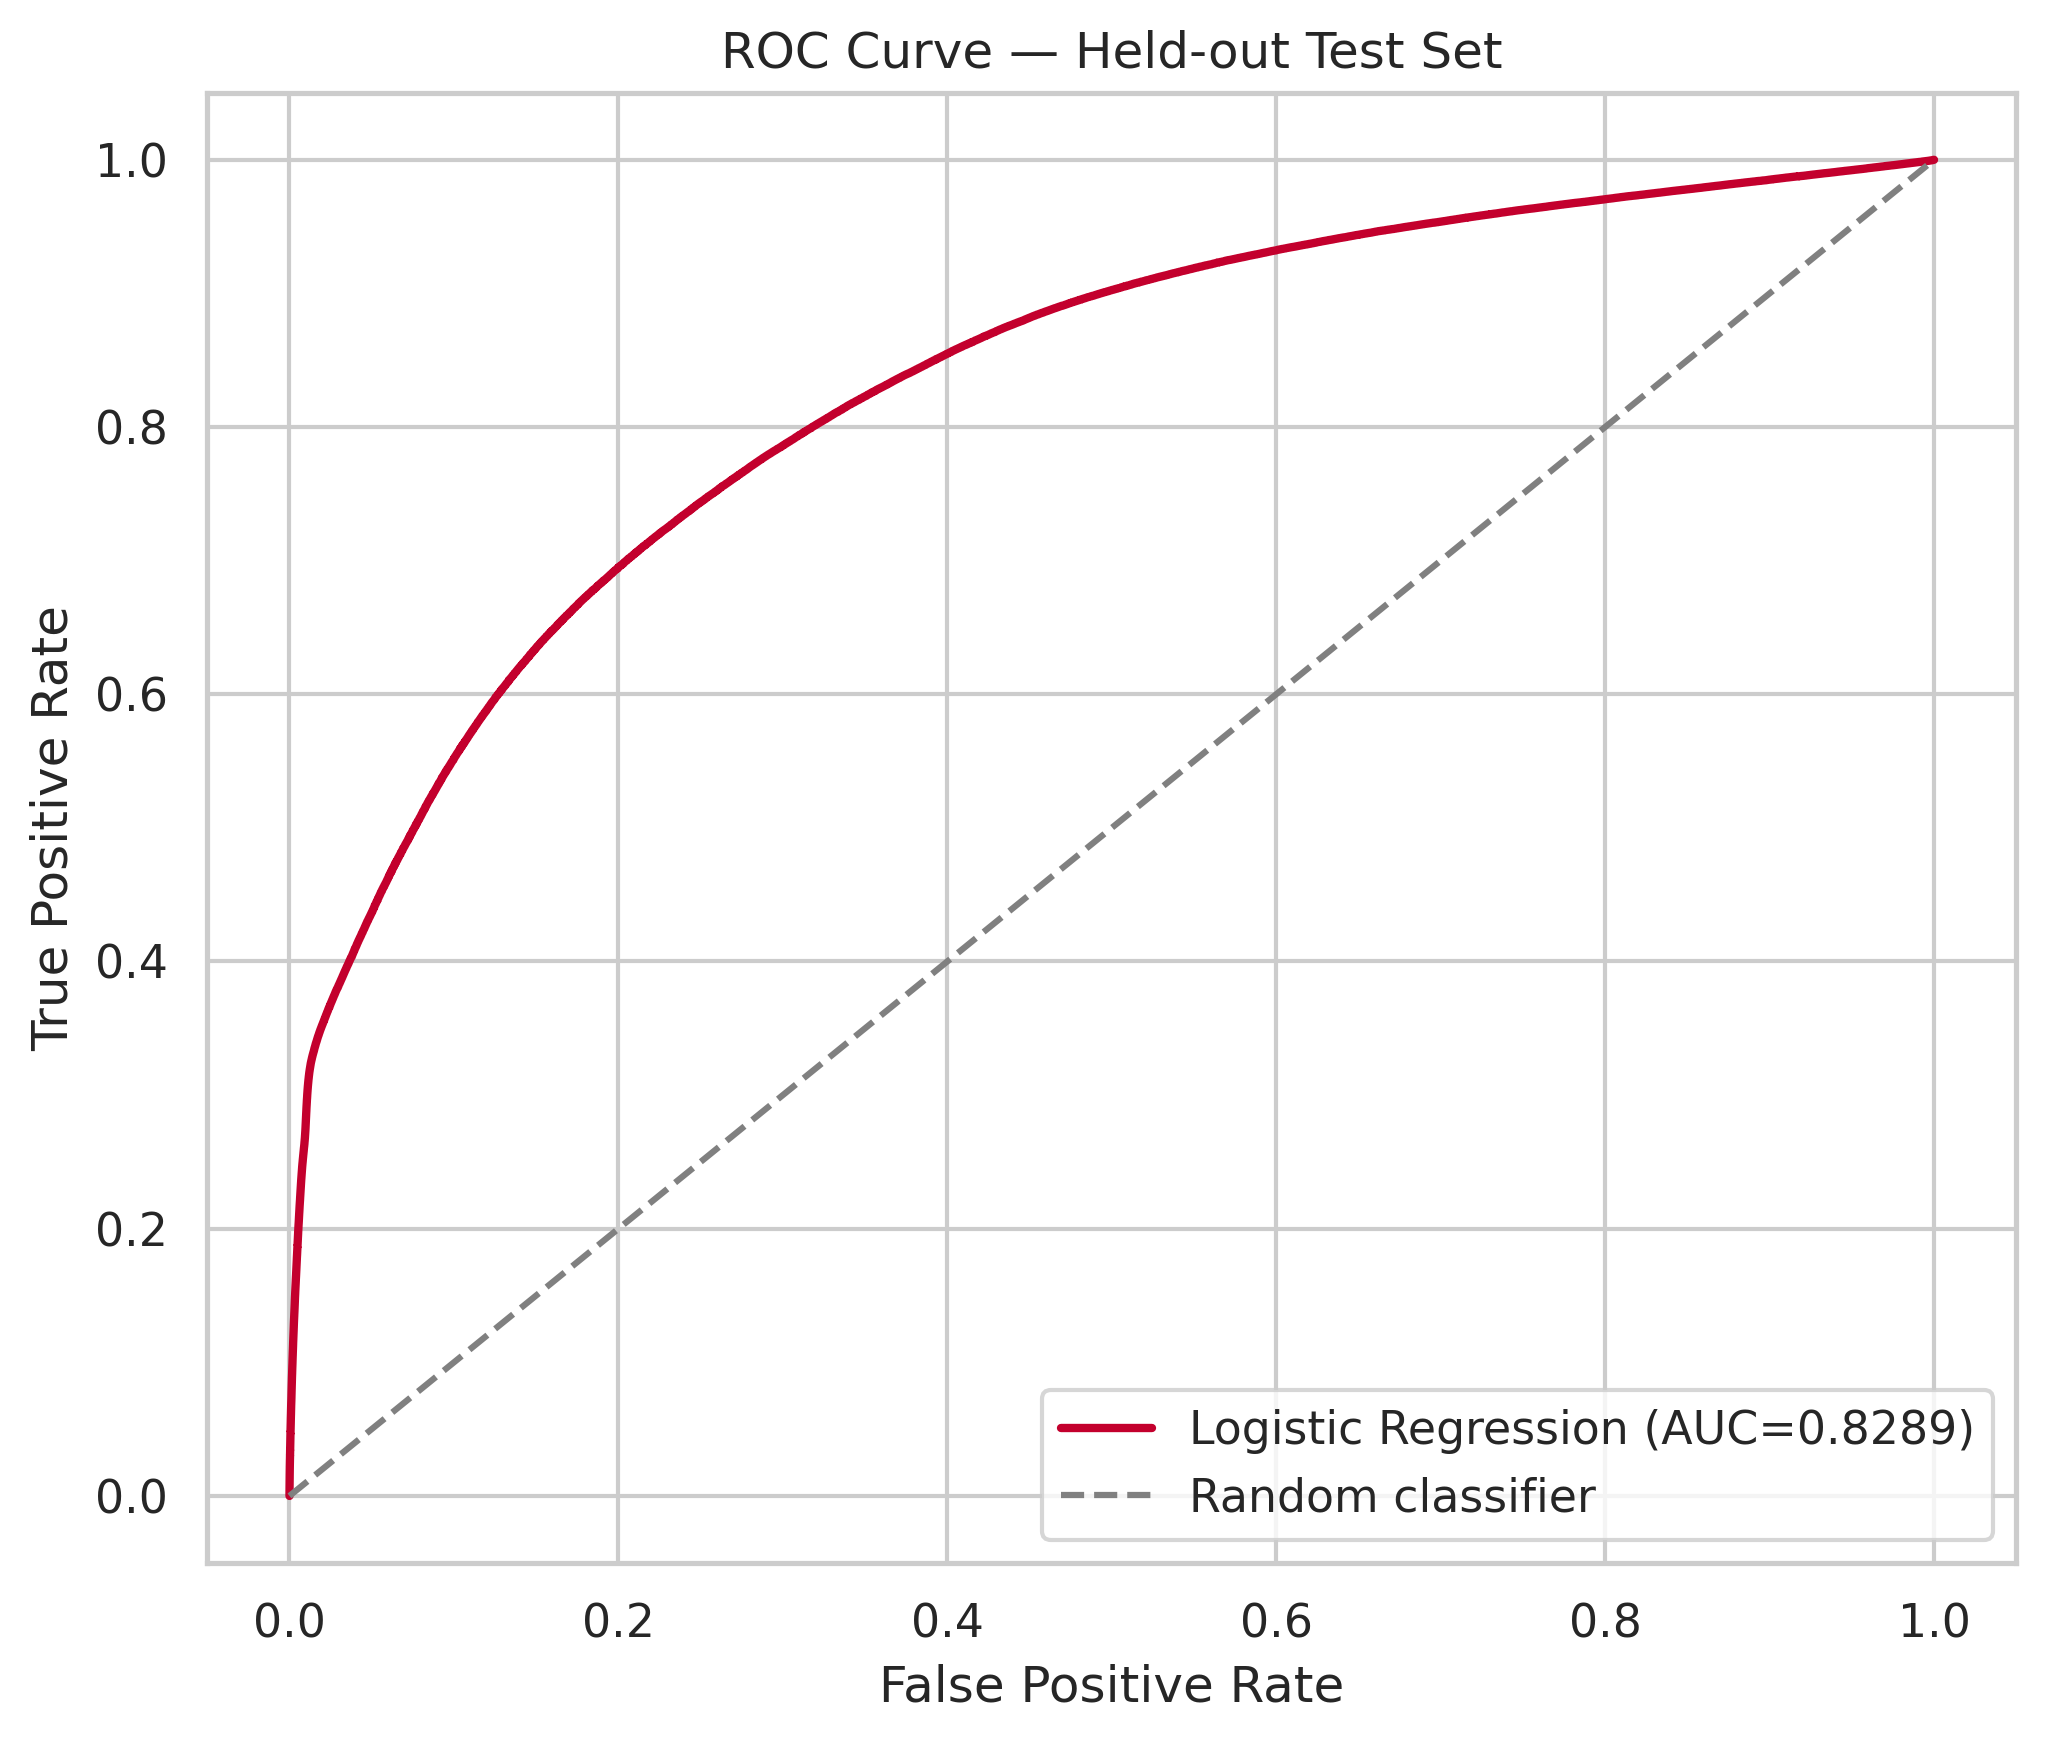 ROC Curve — Held-out Test Set
True Positive Rate
1.0
0.8
0.6
0.4
0.2
0.0
Logistic Regression (AUC=0.8289)
Random classifier
0.0 0.2 0.4 0.6 0.8 1.0
False Positive Rate